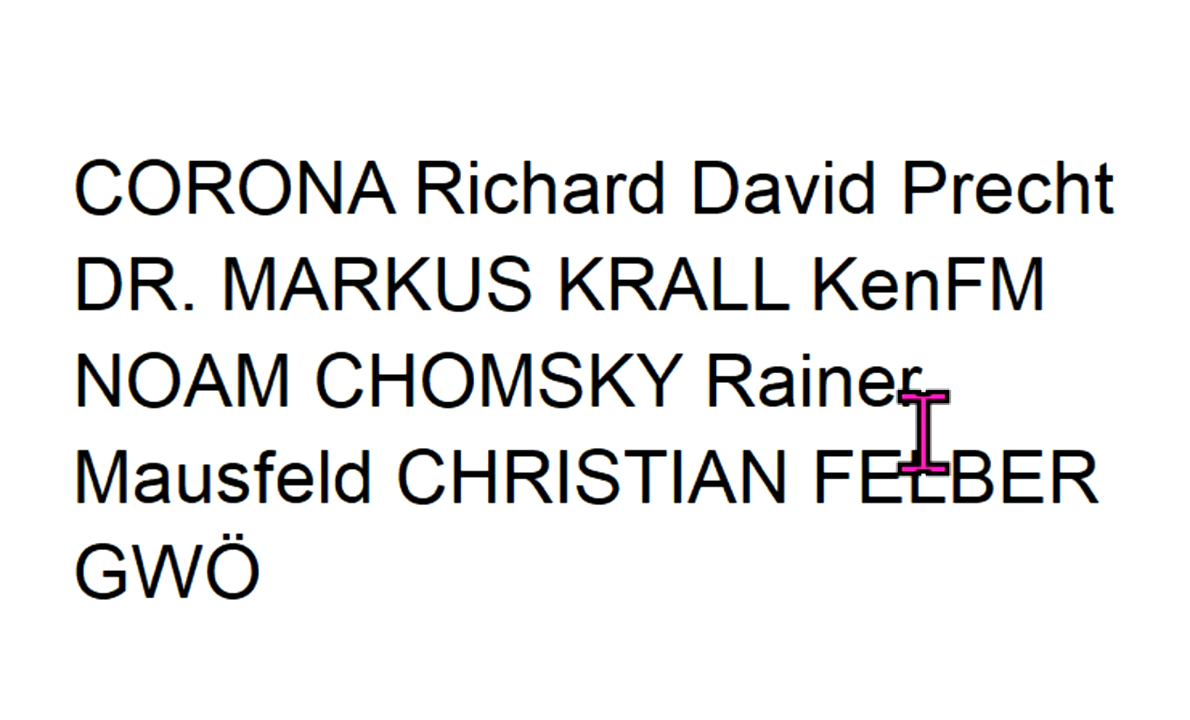 CORONA Richard David Precht
DR. MARKUS KRALL KenFM
NOAM CHOMSKY Rainer
Mausfeld CHRISTIAN FELBER
GWÖ